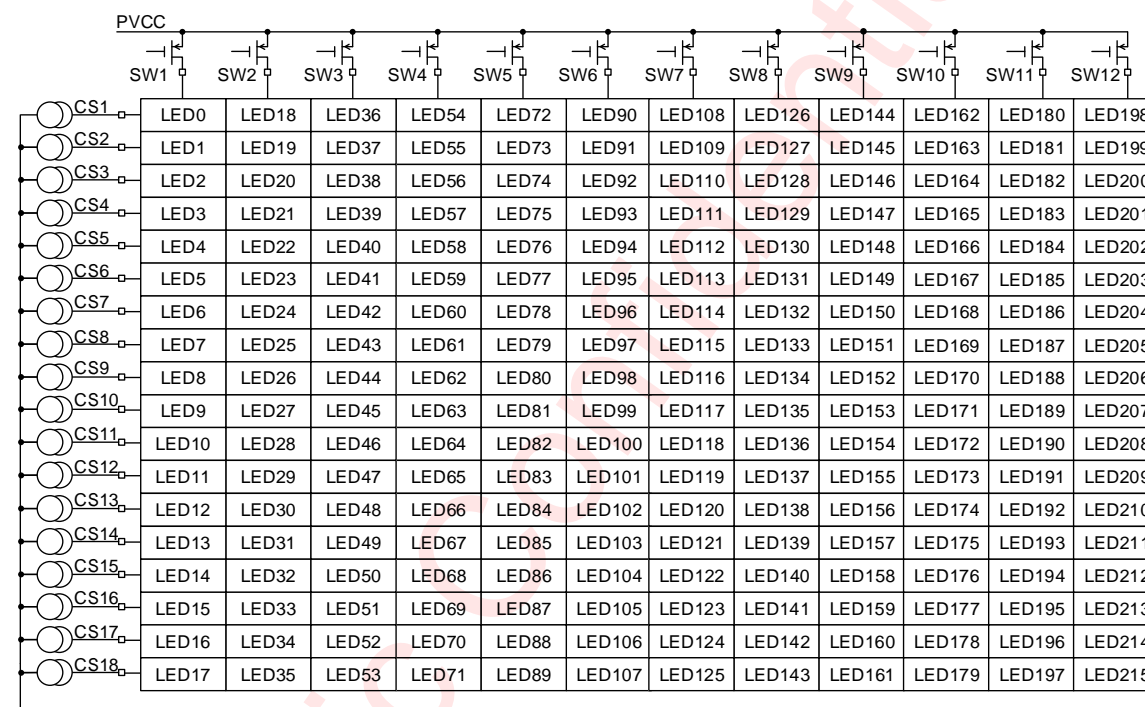 PVCC
SW1 SW2 SW3 SW4 SW5 SW6 SW7 SW8 SW9 SW10 SW11 SW12
CS1 LED0 LED18 LED36 LED54 LED72 LED90 LED108 LED126 LED144 LED162 LED180 LED198
CS2 LED1 LED19 LED37 LED55 LED73 LED91 LED109 LED127 LED145 LED163 LED181 LED199
CS3 LED2 LED20 LED38 LED56 LED74 LED92 LED110 LED128 LED146 LED164 LED182 LED200
CS4 LED3 LED21 LED39 LED57 LED75 LED93 LED111 LED129 LED147 LED165 LED183 LED201
CS5 LED4 LED22 LED40 LED58 LED76 LED94 LED112 LED130 LED148 LED166 LED184 LED202
CS6 LED5 LED23 LED41 LED59 LED77 LED95 LED113 LED131 LED149 LED167 LED185 LED203
CS7 LED6 LED24 LED42 LED60 LED78 LED96 LED114 LED132 LED150 LED168 LED186 LED204
CS8 LED7 LED25 LED43 LED61 LED79 LED97 LED115 LED133 LED151 LED169 LED187 LED205
CS9 LED8 LED26 LED44 LED62 LED80 LED98 LED116 LED134 LED152 LED170 LED188 LED206
CS10 LED9 LED27 LED45 LED63 LED81 LED99 LED117 LED135 LED153 LED171 LED189 LED207
CS11 LED10 LED28 LED46 LED64 LED82 LED100 LED118 LED136 LED154 LED172 LED190 LED208
CS12 LED11 LED29 LED47 LED65 LED83 LED101 LED119 LED137 LED155 LED173 LED191 LED209
CS13 LED12 LED30 LED48 LED66 LED84 LED102 LED120 LED138 LED156 LED174 LED192 LED210
CS14 LED13 LED31 LED49 LED67 LED85 LED103 LED121 LED139 LED157 LED175 LED193 LED211
CS15 LED14 LED32 LED50 LED68 LED86 LED104 LED122 LED140 LED158 LED176 LED194 LED212
CS16 LED15 LED33 LED51 LED69 LED87 LED105 LED123 LED141 LED159 LED177 LED195 LED213
CS17 LED16 LED34 LED52 LED70 LED88 LED106 LED124 LED142 LED160 LED178 LED196 LED214
CS18 LED17 LED35 LED53 LED71 LED89 LED107 LED125 LED143 LED161 LED179 LED197 LED215